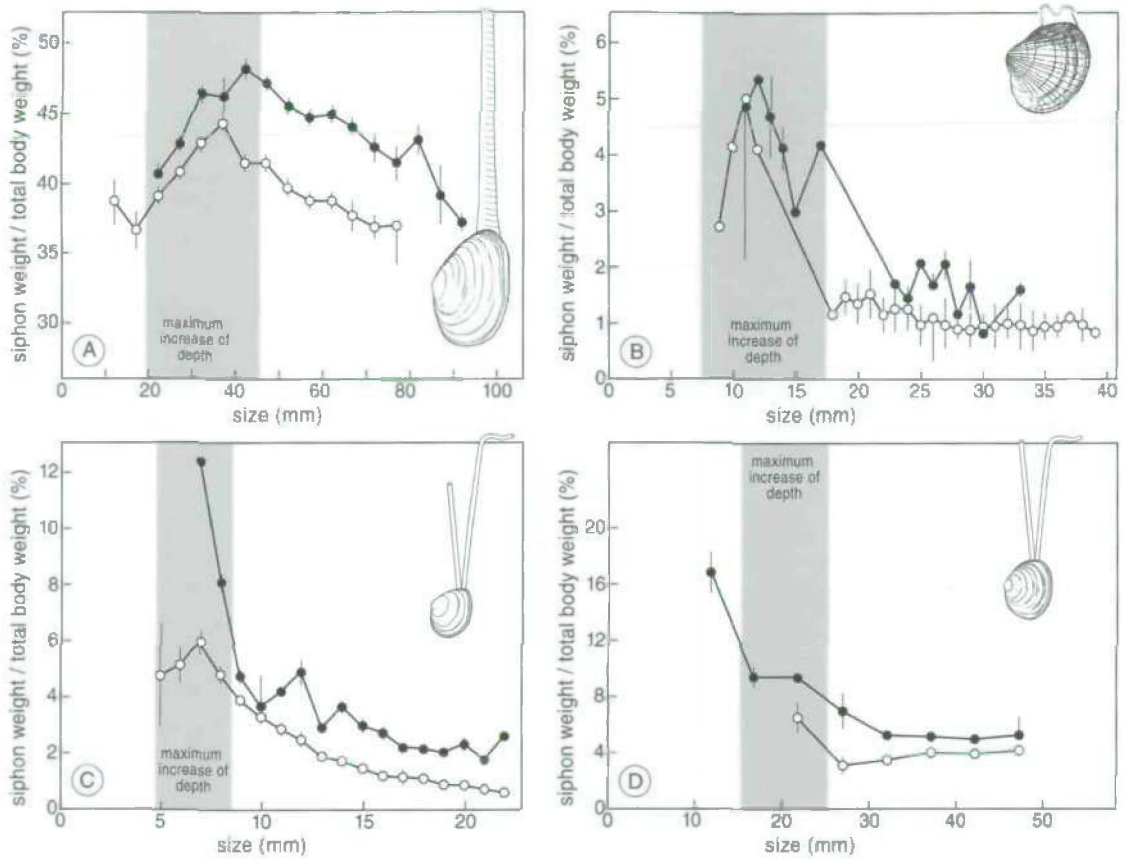 siphon weight / total body weight (%)
50
45
40
35
30
maximum
increase of
depth
A
0 20 40 60 80 100
size (mm)
siphon weight / total body weight (%)
6
5
4
3
2
1
0
maximum
increase of
depth
B
0 10 15 20 25 30 35 40
size (mm)
siphon weight / total body weight (%)
12
10
8
6
4
2
0
maximum
increase of
depth
C
0 5 10 15 20
size (mm)
siphon weight / total body weight (%)
20
16
12
8
4
0
maximum
increase of
depth
D
0 10 20 30 40 50
size (mm)